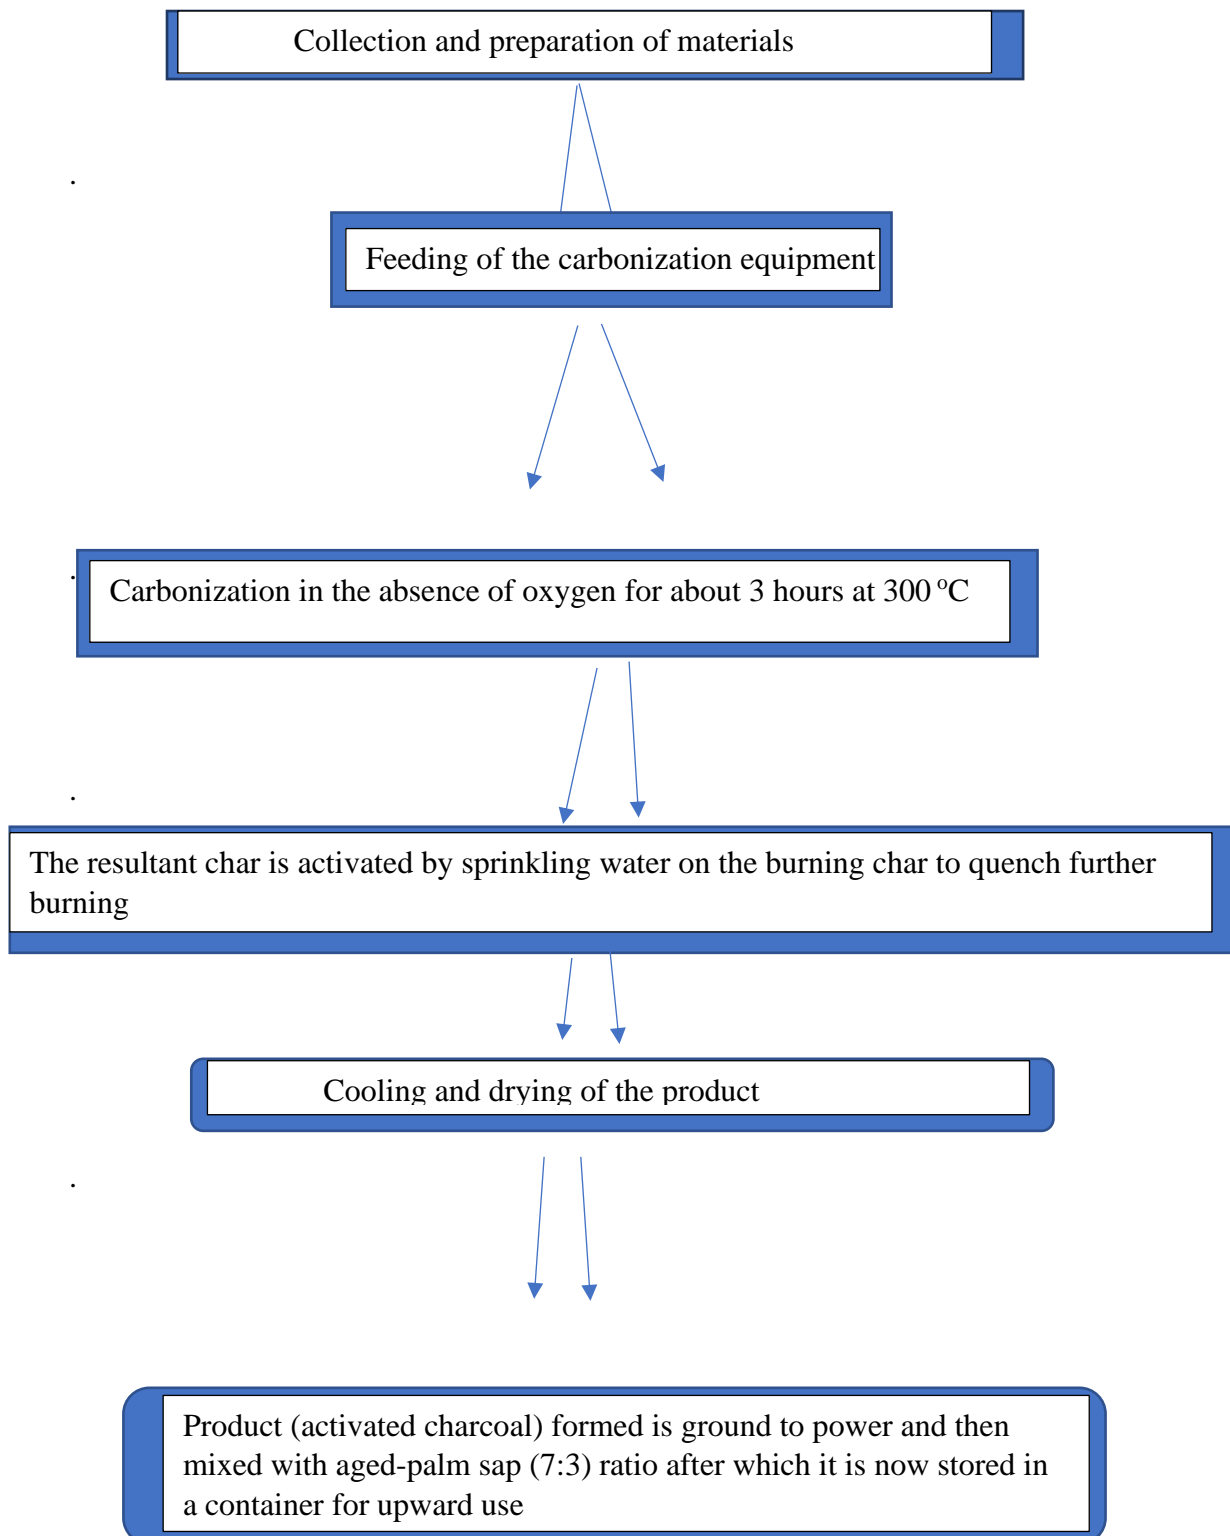 Collection and preparation of materials
.
Feeding of the carbonization equipment
.
Carbonization in the absence of oxygen for about 3 hours at 300 ºC
.
The resultant char is activated by sprinkling water on the burning char to quench further
burning
Cooling and drying of the product
.
Product (activated charcoal) formed is ground to power and then
mixed with aged-palm sap (7:3) ratio after which it is now stored in
a container for upward use